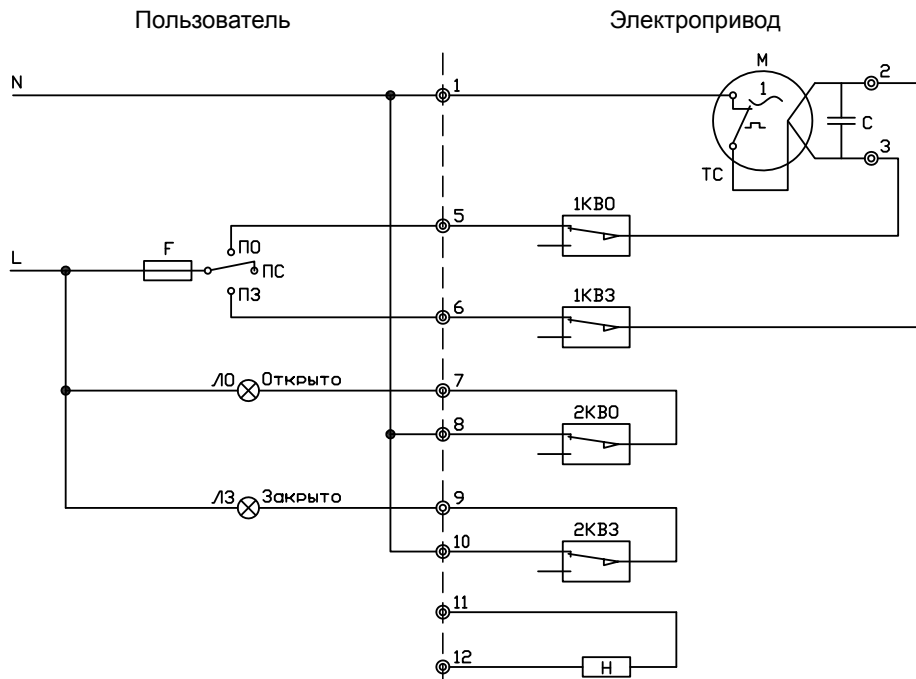 Пользователь Электропривод
M
N 1 1 2
C
3
TC
5 1КВО
F ПО
L ПС
ПЗ
6 1КВЗ
ЛО Открыто 7
8 2КВО
ЛЗ Закрыто 9
10 2КВЗ
11
12 Н